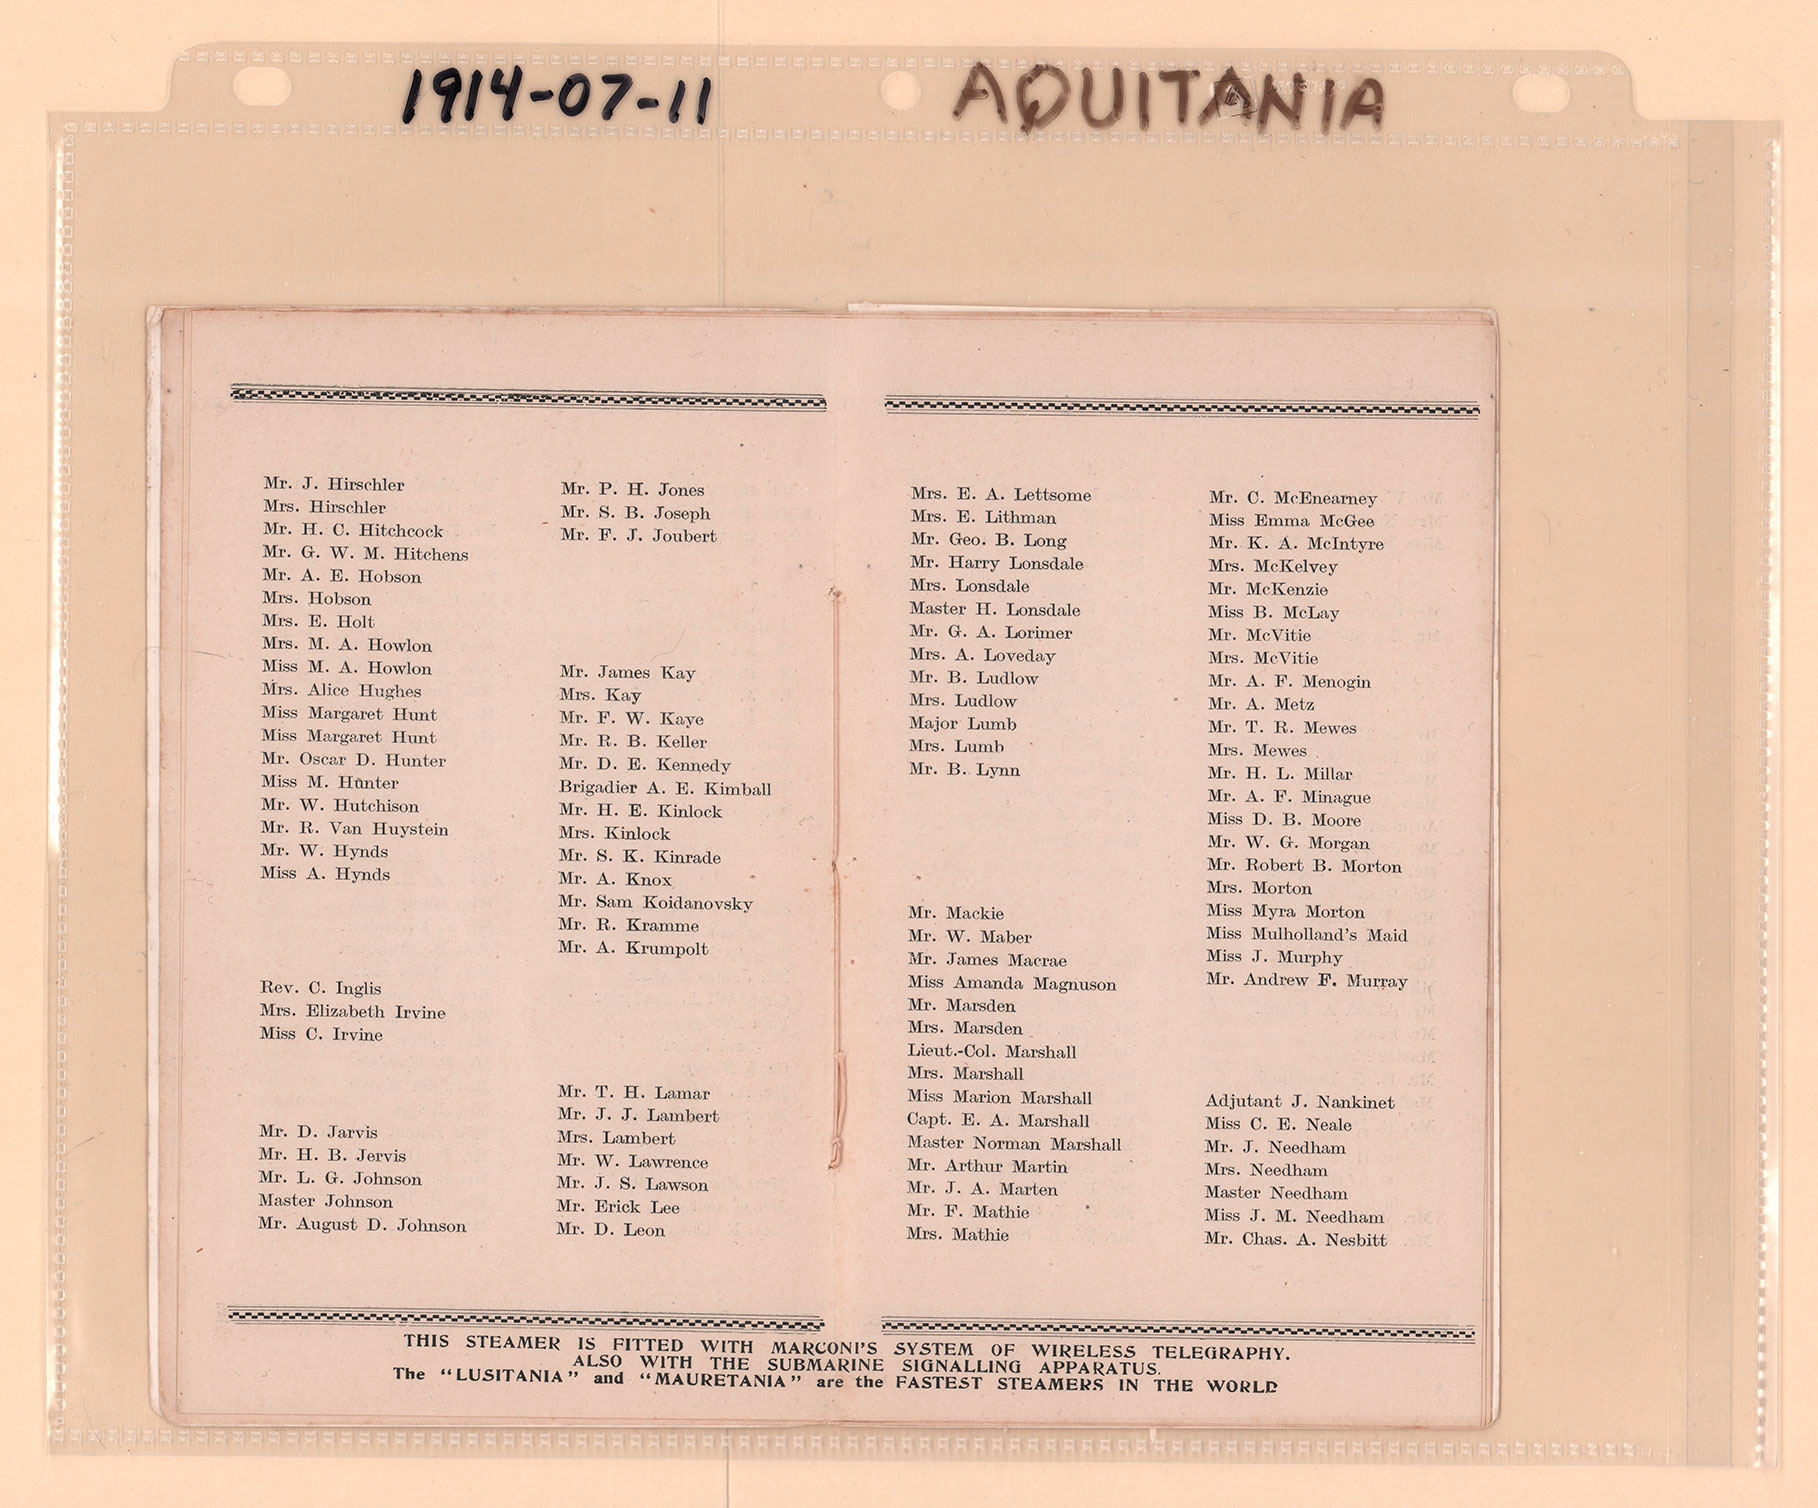 1914-07-11
AQUITANIA
Mr. J. Hirschler
Mrs. Hirschler
Mr. H. C. Hitchcock
Mr. G. W. M. Hitchens
Mr. A. E. Hobson
Mrs. Hobson
Mrs. E. Holt
Mrs. M. A. Howlon
Miss M. A. Howlon
Mrs. Alice Hughes
Miss Margaret Hunt
Miss Margaret Hunt
Mr. Oscar D. Hunter
Miss M. Hunter
Mr. W. Hutchison
Mr. R. Van Huystein
Mr. W. Hynds
Miss A. Hynds
Rev. C. Inglis
Mrs. Elizabeth Irvine
Miss C. Irvine
Mr. D. Jarvis
Mr. H. B. Jervis
Mr. L. G. Johnson
Master Johnson
Mr. August D. Johnson
Mr. P. H. Jones
Mr. S. B. Joseph
Mr. F. J. Joubert
Mr. James Kay
Mrs. Kay
Mr. F. W. Kaye
Mr. R. B. Keller
Mr. D. E. Kennedy
Brigadier A. E. Kimball
Mr. H. E. Kinlock
Mrs. Kinlock
Mr. S. K. Kinrade
Mr. A. Knox
Mr. Sam Koidanovsky
Mr. R. Kramme
Mr. A. Krumpolt
Mr. T. H. Lamar
Mr. J. J. Lambert
Mrs. Lambert
Mr. W. Lawrence
Mr. J. S. Lawson
Mr. Erick Lee
Mr. D. Leon
Mrs. E. A. Lettsome
Mrs. E. Lithman
Mr. Geo. B. Long
Mr. Harry Lonsdale
Mrs. Lonsdale
Master H. Lonsdale
Mr. G. A. Lorimer
Mrs. A. Loveday
Mr. B. Ludlow
Mrs. Ludlow
Major Lumb
Mrs. Lumb
Mr. B. Lynn
Mr. Mackie
Mr. W. Maber
Mr. James Macrae
Miss Amanda Magnuson
Mr. Marsden
Mrs. Marsden
Lieut.-Col. Marshall
Mrs. Marshall
Miss Marion Marshall
Capt. E. A. Marshall
Master Norman Marshall
Mr. Arthur Martin
Mr. J. A. Marten
Mr. F. Mathie
Mrs. Mathie
Mr. C. McEnearney
Miss Emma McGee
Mr. K. A. McIntyre
Mrs. McKelvey
Mr. McKenzie
Miss B. McLay
Mr. McVitie
Mrs. McVitie
Mr. A. F. Menogin
Mr. A. Metz
Mr. T. R. Mewes
Mrs. Mewes
Mr. H. L. Millar
Mr. A. F. Minague
Miss D. B. Moore
Mr. W. G. Morgan
Mr. Robert B. Morton
Mrs. Morton
Miss Myra Morton
Miss Mulholland's Maid
Miss J. Murphy
Mr. Andrew F. Murray
Adjutant J. Nankinet
Miss C. E. Neale
Mr. J. Needham
Mrs. Needham
Master Needham
Miss J. M. Needham
Mr. Chas. A. Nesbitt
THIS STEAMER IS FITTED WITH MARCONI'S SYSTEM OF WIRELESS TELEGRAPHY.
ALSO WITH THE SUBMARINE SIGNALLING APPARATUS.
The "LUSITANIA" and "MAURETANIA" are the FASTEST STEAMERS IN THE WORLD